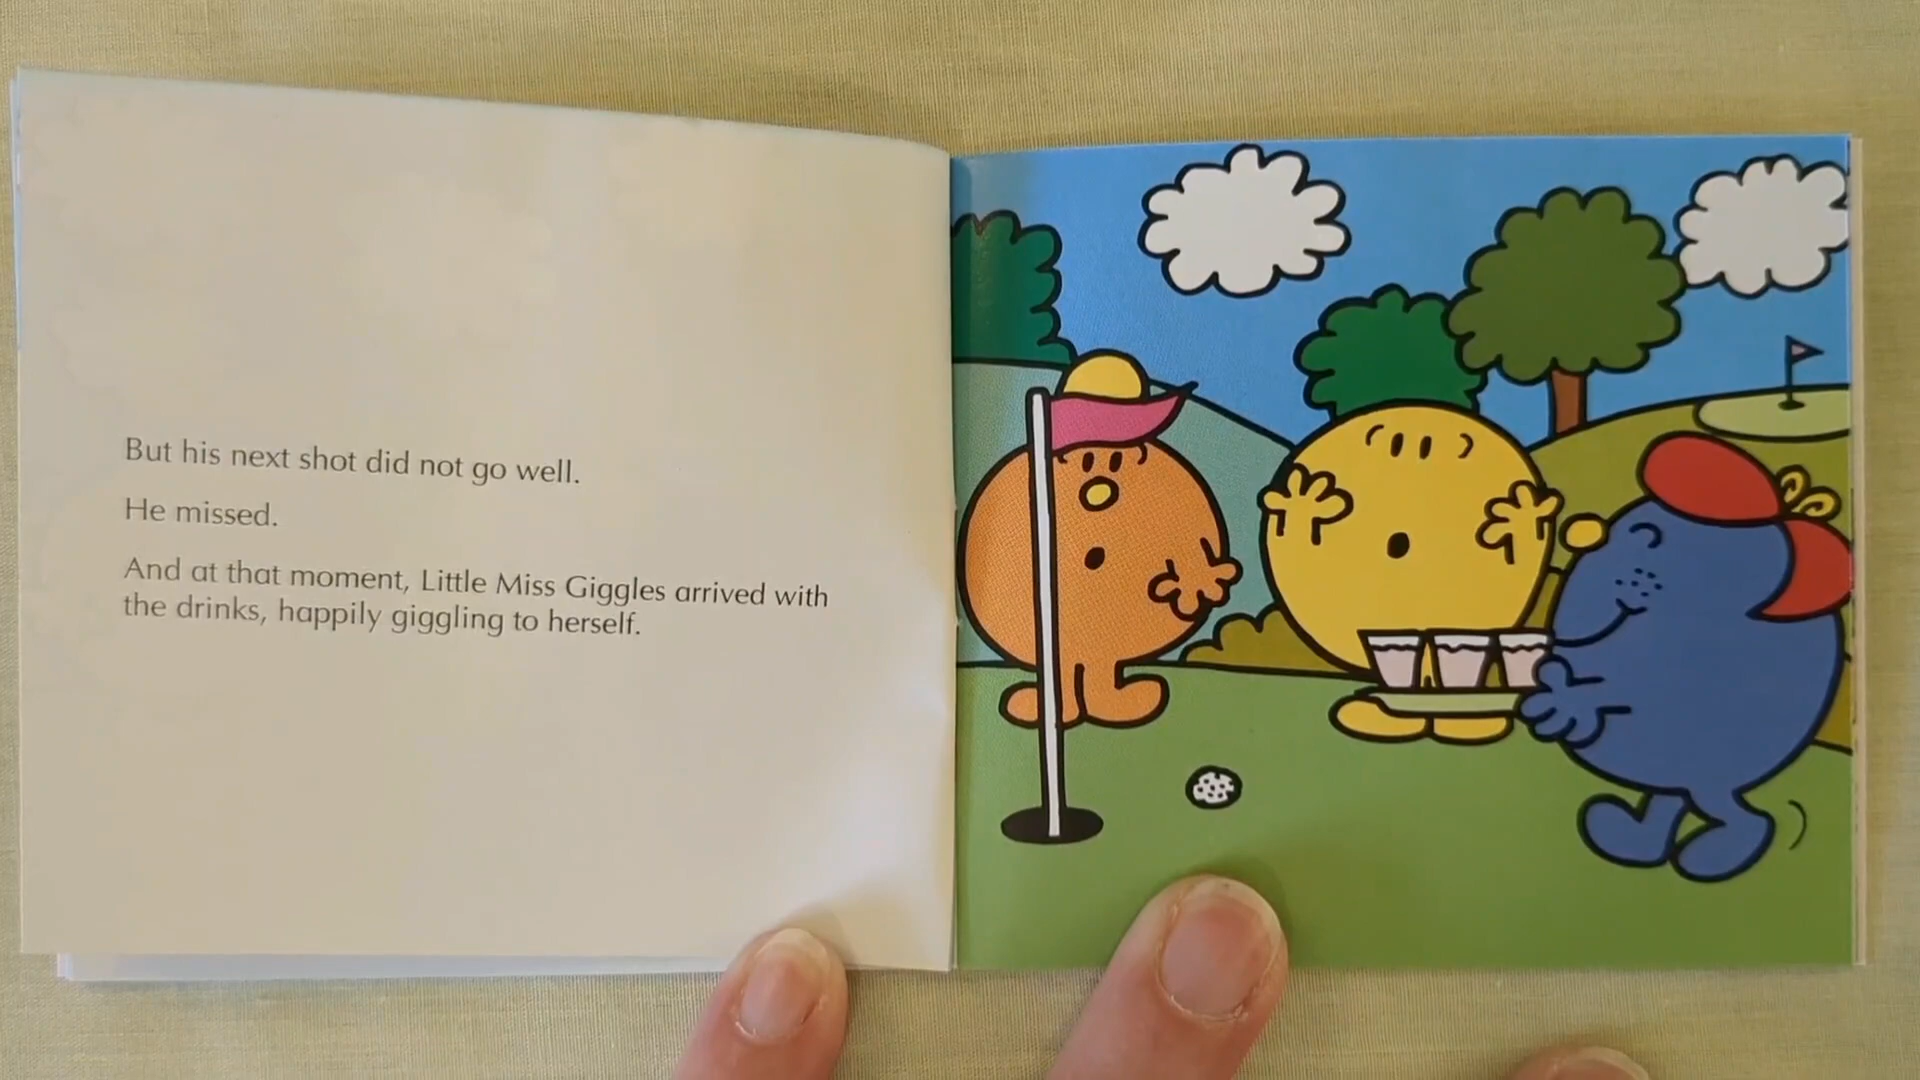 But his next shot did not go well.
He missed.
And at that moment, Little Miss Giggles arrived with
the drinks, happily giggling to herself.